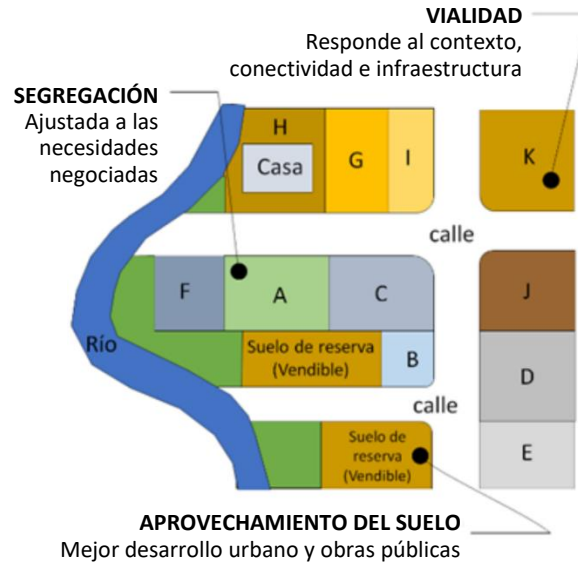 VIALIDAD
Responde al contexto,
conectividad e infraestructura
SEGREGACIÓN
Ajustada a las
necesidades
negociadas
H
Casa
G
I
K
calle
F
A
C
J
Río
Suelo de reserva
(Vendible)
B
D
calle
Suelo de
reserva
(Vendible)
E
APROVECHAMIENTO DEL SUELO
Mejor desarrollo urbano y obras públicas